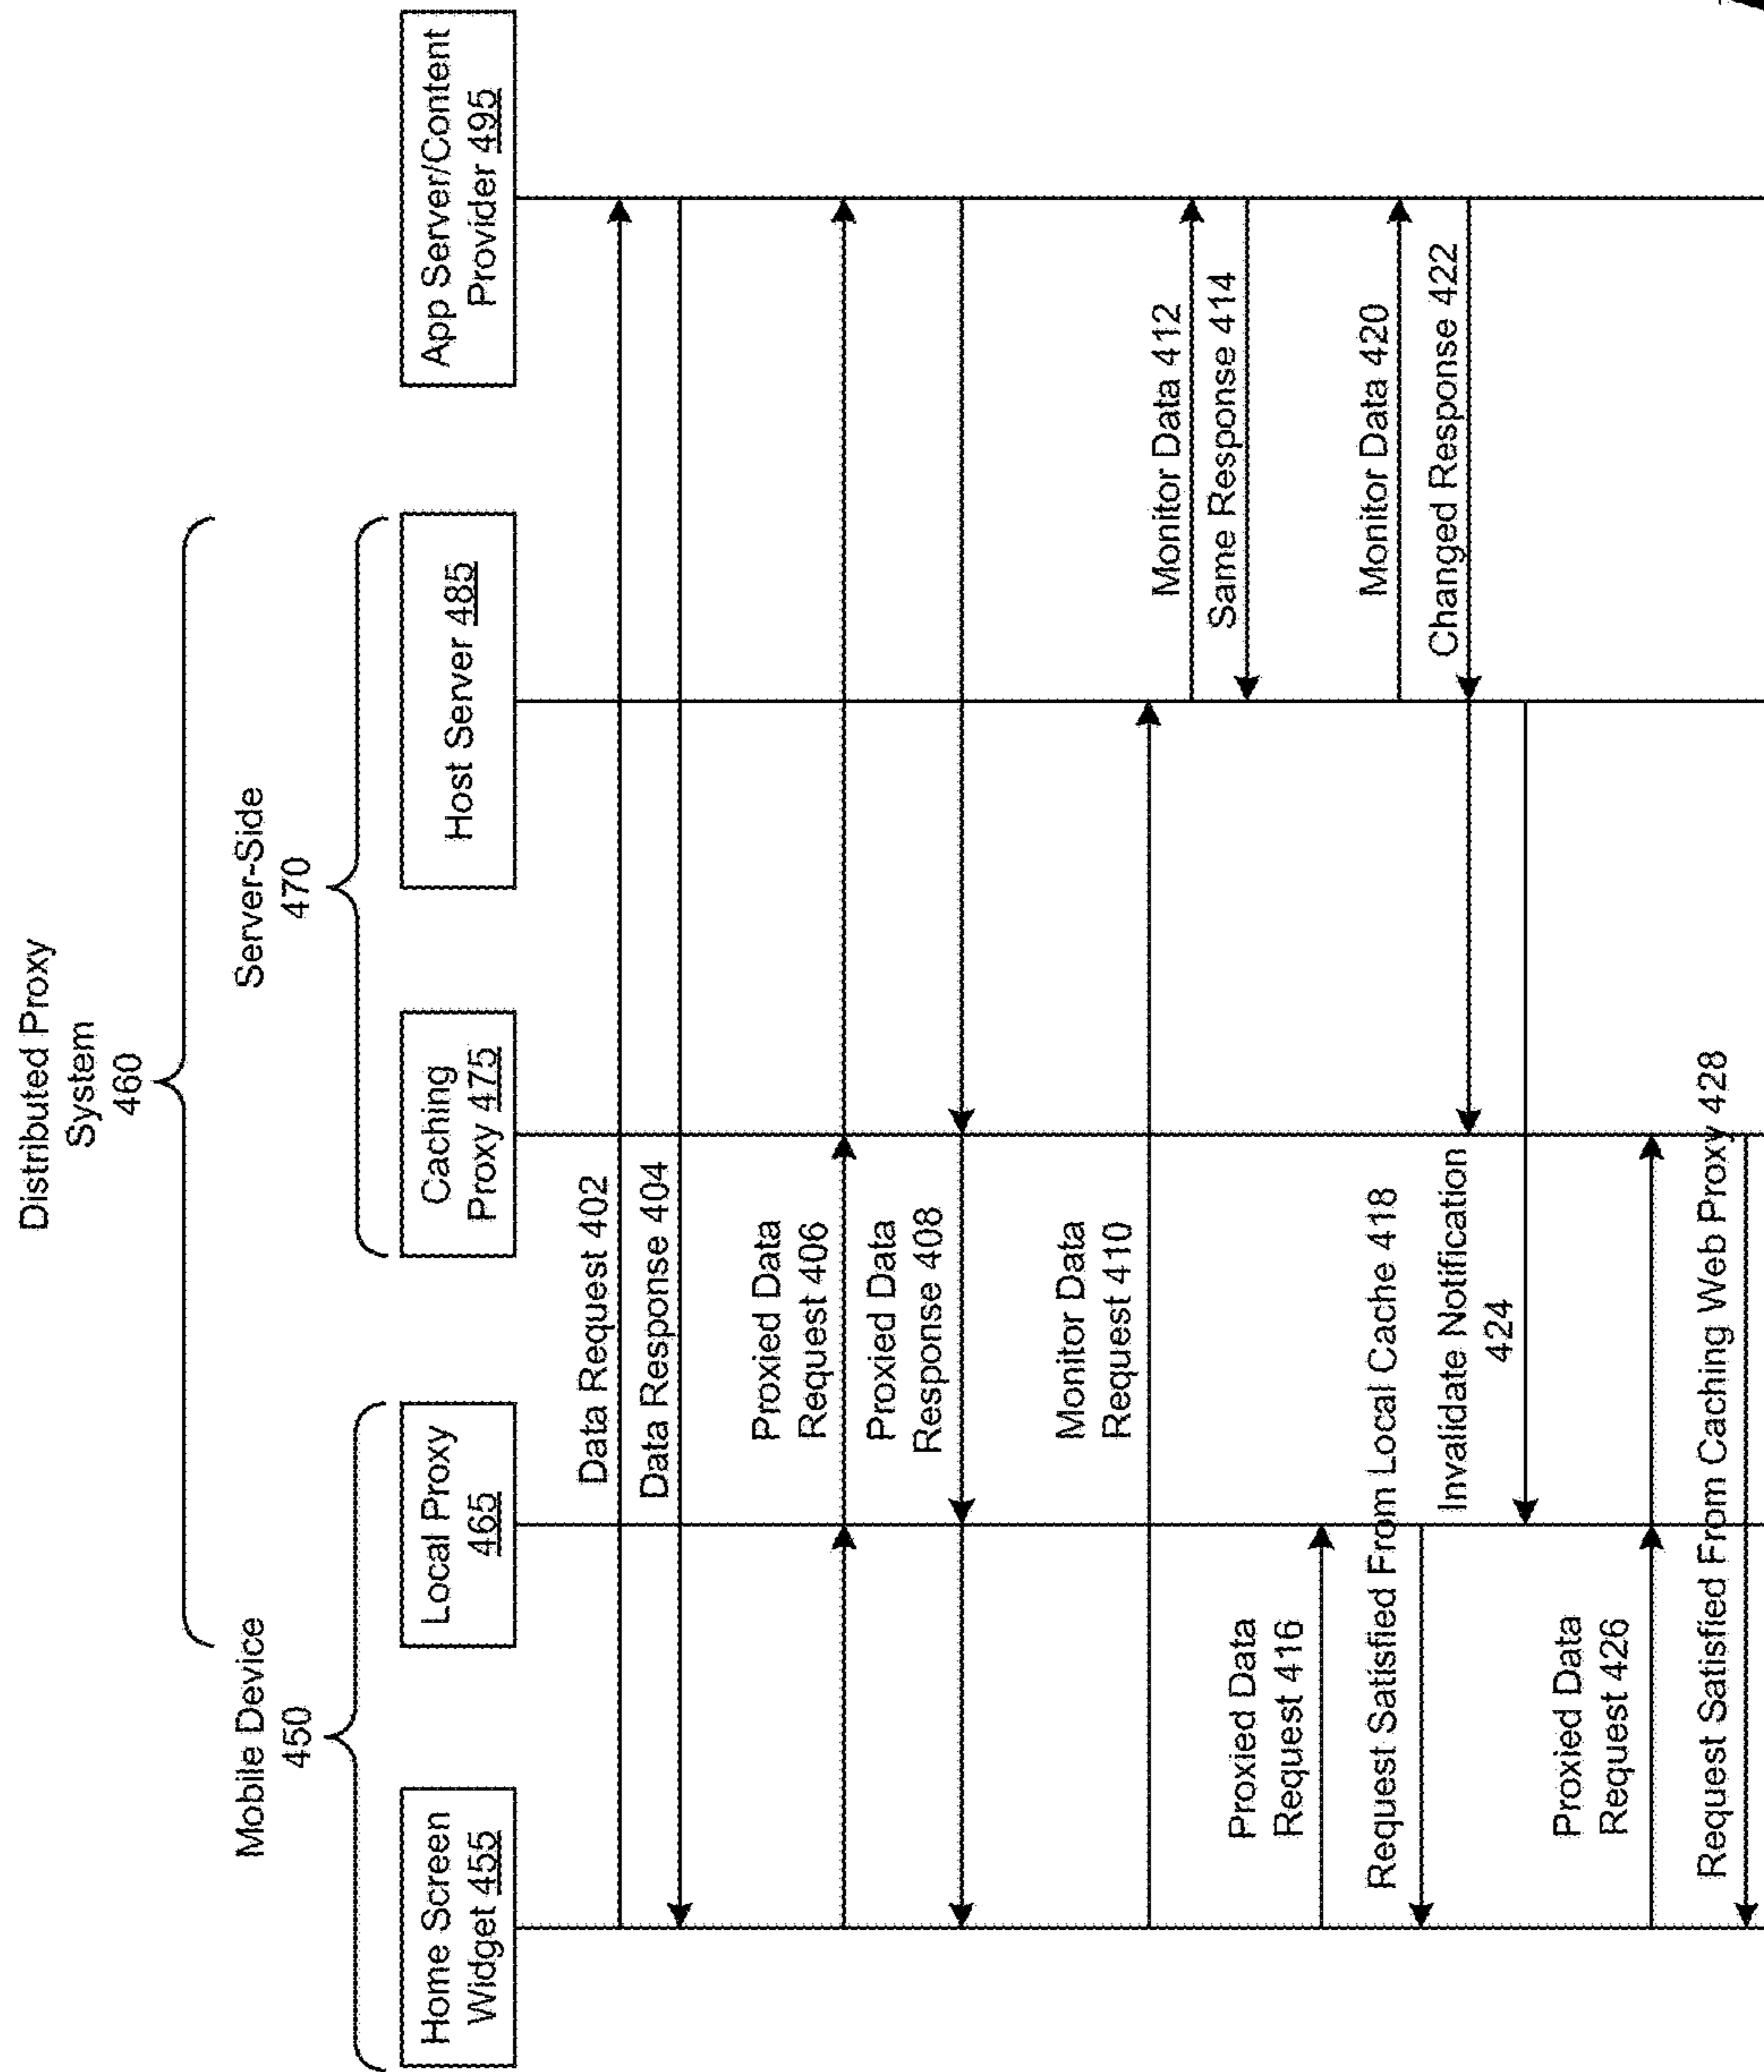 Distributed Proxy
System
460
Mobile Device
450
Server-Side
470
Home Screen
Widget 455
Local Proxy
465
Caching
Proxy 475
Host Server 485
App Server/Content
Provider 495
Data Request 402
Data Response 404
Proxied Data
Request 406
Proxied Data
Response 408
Monitor Data
Request 410
Monitor Data 412
Same Response 414
Proxied Data
Request 416
Request Satisfied From Local Cache 418
Monitor Data 420
Changed Response 422
Invalidate Notification
424
Proxied Data
Request 426
Request Satisfied From Caching Web Proxy 428